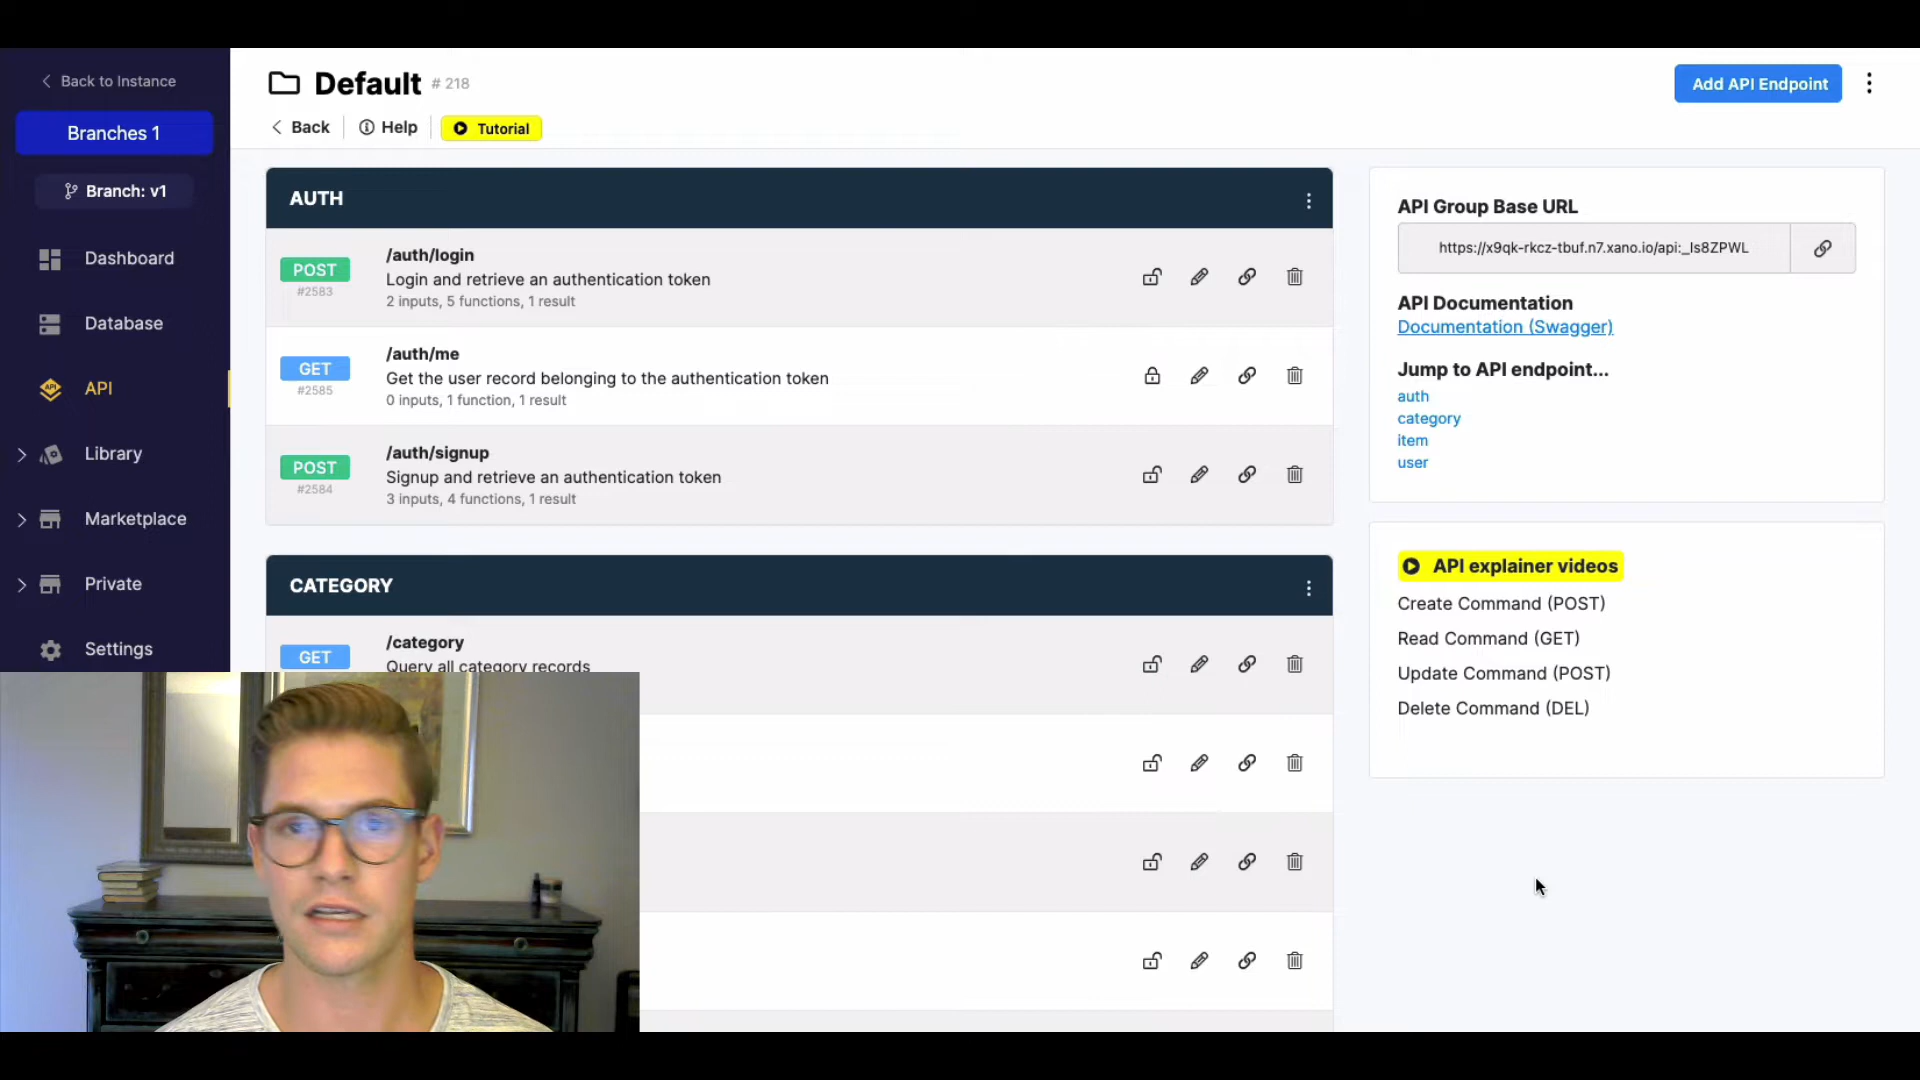 Back to Instance
Branches 1
Branch: v1
Dashboard
Database
API
Library
Marketplace
Private
Settings
Default # 218
Back
Help
Tutorial
Add API Endpoint
AUTH
POST
#2583
/auth/login
Login and retrieve an authentication token
2 inputs, 5 functions, 1 result
GET
#2585
/auth/me
Get the user record belonging to the authentication token
0 inputs, 1 function, 1 result
POST
#2584
/auth/signup
Signup and retrieve an authentication token
3 inputs, 4 functions, 1 result
CATEGORY
GET
/category
Query all category records
API Group Base URL
https://x9qk-rkcz-tbuf.n7.xano.io/api:_Is8ZPWL
API Documentation
Documentation (Swagger)
Jump to API endpoint...
auth
category
item
user
API explainer videos
Create Command (POST)
Read Command (GET)
Update Command (POST)
Delete Command (DEL)